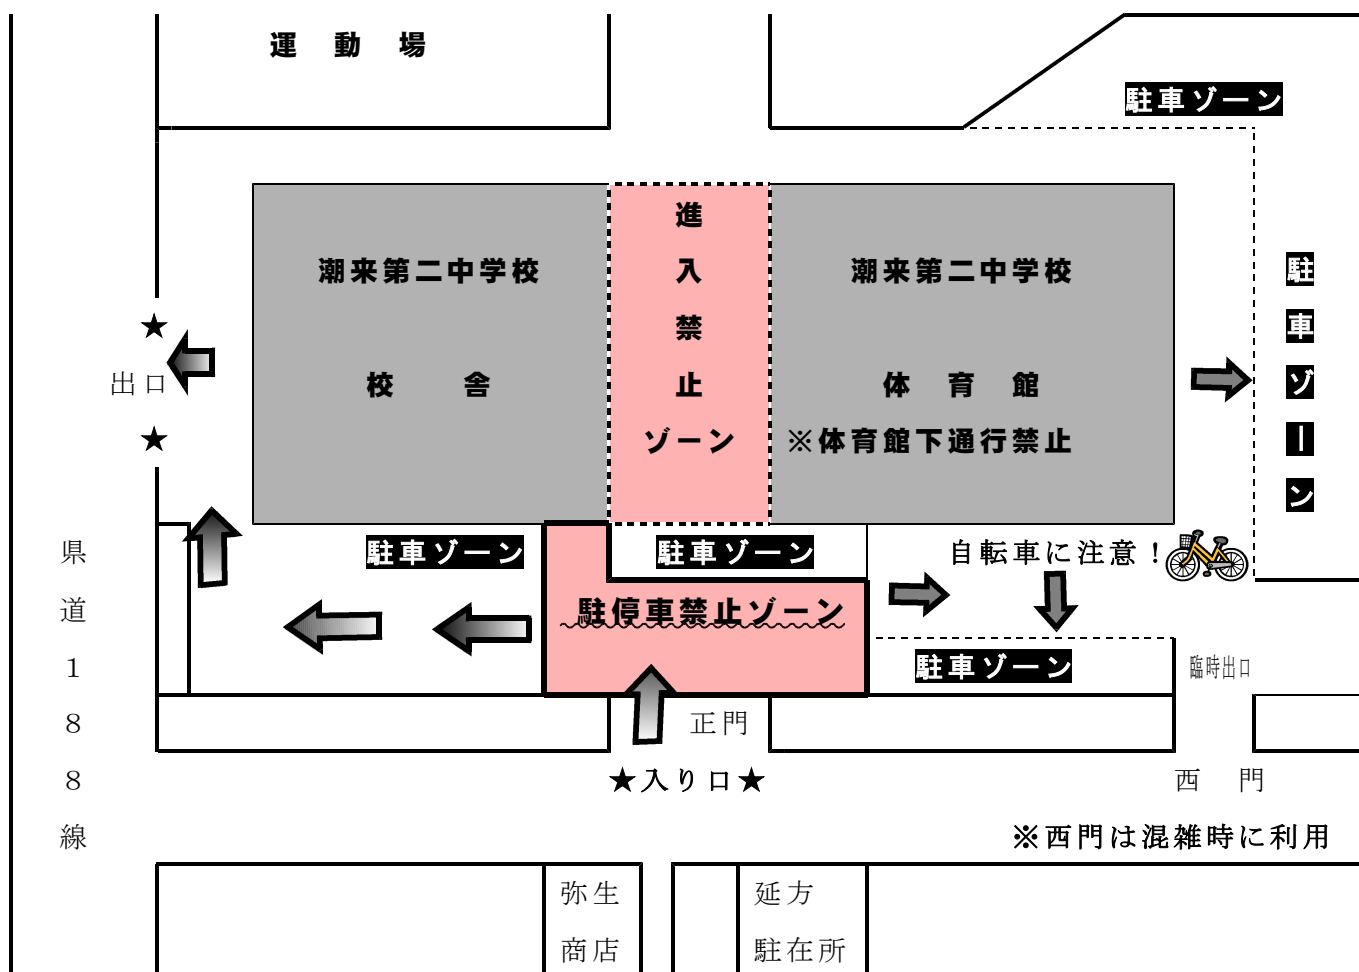 運 動 場
駐車ゾーン
進入禁止ゾーン
潮来第二中学校
校 舎
潮来第二中学校
体 育 館
※体育館下通行禁止
駐車ゾーン
★
出口
★
県道188線
駐車ゾーン
駐車ゾーン
自転車に注意！
駐停車禁止ゾーン
駐車ゾーン
臨時出口
正門
★入り口★
西 門
※西門は混雑時に利用
弥生
商店
延方
駐在所